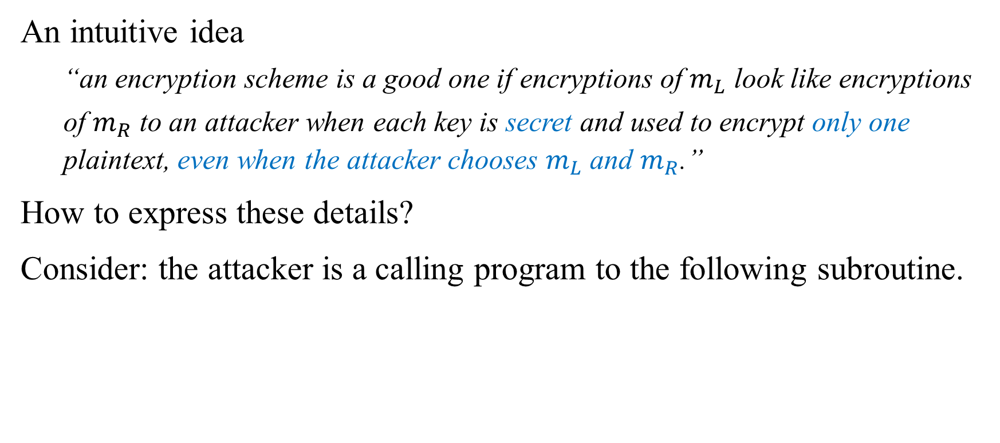 An intuitive idea
“an encryption scheme is a good one if encryptions of m_L look like encryptions
of m_R to an attacker when each key is secret and used to encrypt only one
plaintext, even when the attacker chooses m_L and m_R.”
How to express these details?
Consider: the attacker is a calling program to the following subroutine.